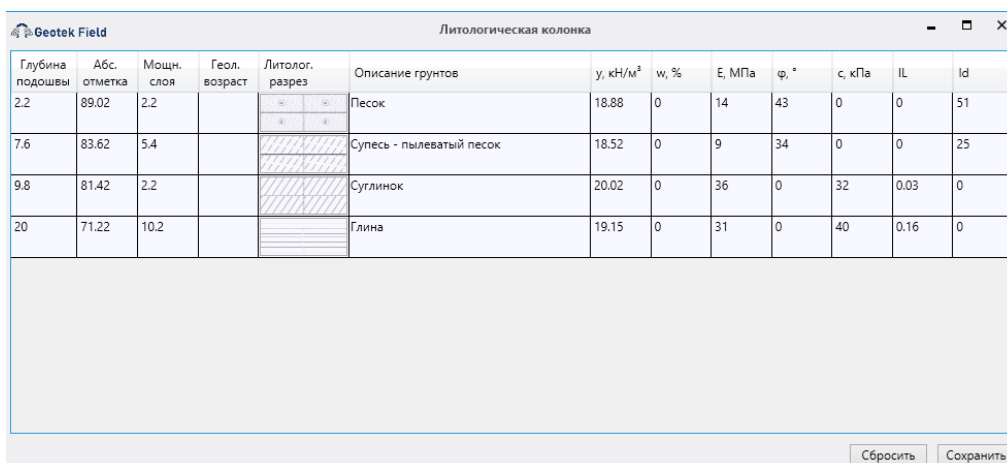 Geotek Field
Литологическая колонка
Глубина подошвы Абс. отметка Мощн. слоя Геол. возраст Литолог. разрез Описание грунтов y, кН/м³ w, % E, МПа φ, ° c, кПа IL Id
2.2 89.02 2.2 Песок 18.88 0 14 43 0 0 51
7.6 83.62 5.4 Супесь - пылеватый песок 18.52 0 9 34 0 0 25
9.8 81.42 2.2 Суглинок 20.02 0 36 0 32 0.03 0
20 71.22 10.2 Глина 19.15 0 31 0 40 0.16 0
Сбросить Сохранить